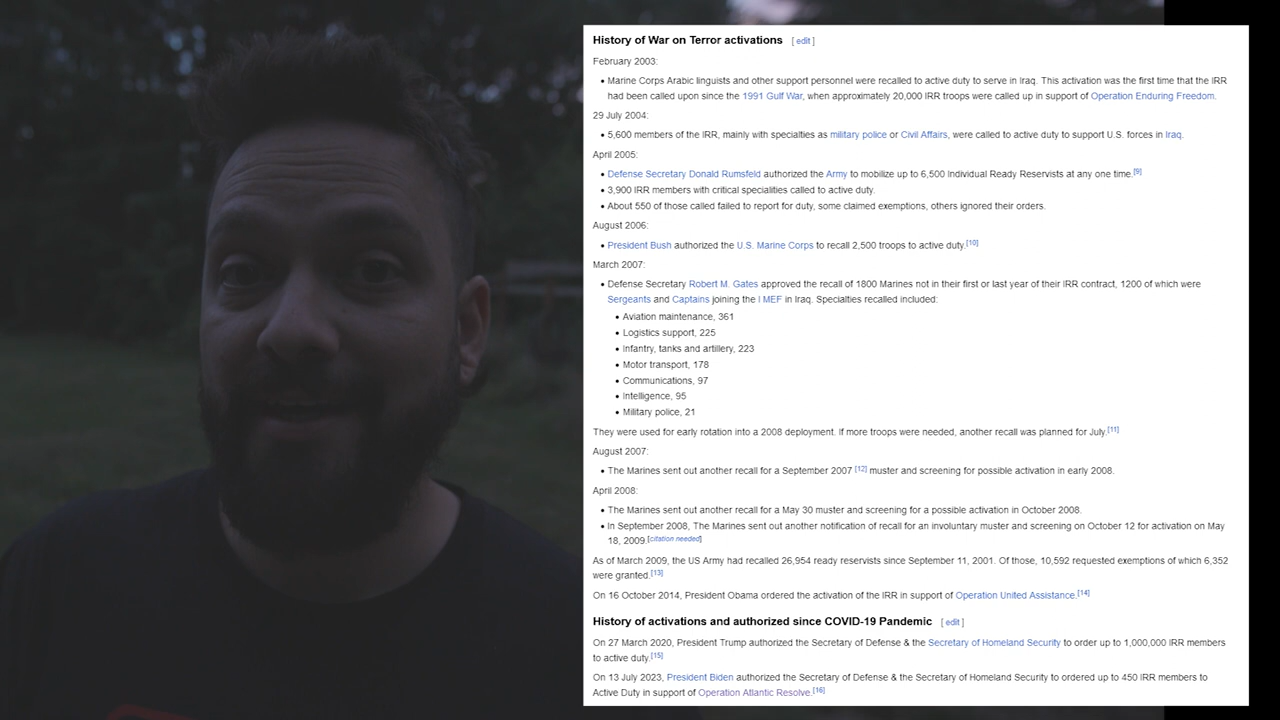 History of War on Terror activations [ edit ]
February 2003:
• Marine Corps Arabic linguists and other support personnel were recalled to active duty to serve in Iraq. This activation was the first time that the IRR
had been called upon since the 1991 Gulf War, when approximately 20,000 IRR troops were called up in support of Operation Enduring Freedom.
29 July 2004:
• 5,600 members of the IRR, mainly with specialties as military police or Civil Affairs, were called to active duty to support U.S. forces in Iraq.
April 2005:
• Defense Secretary Donald Rumsfeld authorized the Army to mobilize up to 6,500 Individual Ready Reservists at any one time.[9]
• 3,900 IRR members with critical specialities called to active duty.
• About 550 of those called failed to report for duty, some claimed exemptions, others ignored their orders.
August 2006:
• President Bush authorized the U.S. Marine Corps to recall 2,500 troops to active duty.[10]
March 2007:
• Defense Secretary Robert M. Gates approved the recall of 1800 Marines not in their first or last year of their IRR contract, 1200 of which were
Sergeants and Captains joining the I MEF in Iraq. Specialties recalled included:
• Aviation maintenance, 361
• Logistics support, 225
• Infantry, tanks and artillery, 223
• Motor transport, 178
• Communications, 97
• Intelligence, 95
• Military police, 21
They were used for early rotation into a 2008 deployment. If more troops were needed, another recall was planned for July.[11]
August 2007:
• The Marines sent out another recall for a September 2007 [12] muster and screening for possible activation in early 2008.
April 2008:
• The Marines sent out another recall for a May 30 muster and screening for a possible activation in October 2008.
• In September 2008, The Marines sent out another notification of recall for an involuntary muster and screening on October 12 for activation on May
18, 2009.[citation needed]
As of March 2009, the US Army had recalled 26,954 ready reservists since September 11, 2001. Of those, 10,592 requested exemptions of which 6,352
were granted.[13]
On 16 October 2014, President Obama ordered the activation of the IRR in support of Operation United Assistance.[14]
History of activations and authorized since COVID-19 Pandemic [ edit ]
On 27 March 2020, President Trump authorized the Secretary of Defense & the Secretary of Homeland Security to order up to 1,000,000 IRR members
to active duty.[15]
On 13 July 2023, President Biden authorized the Secretary of Defense & the Secretary of Homeland Security to ordered up to 450 IRR members to
Active Duty in support of Operation Atlantic Resolve.[16]